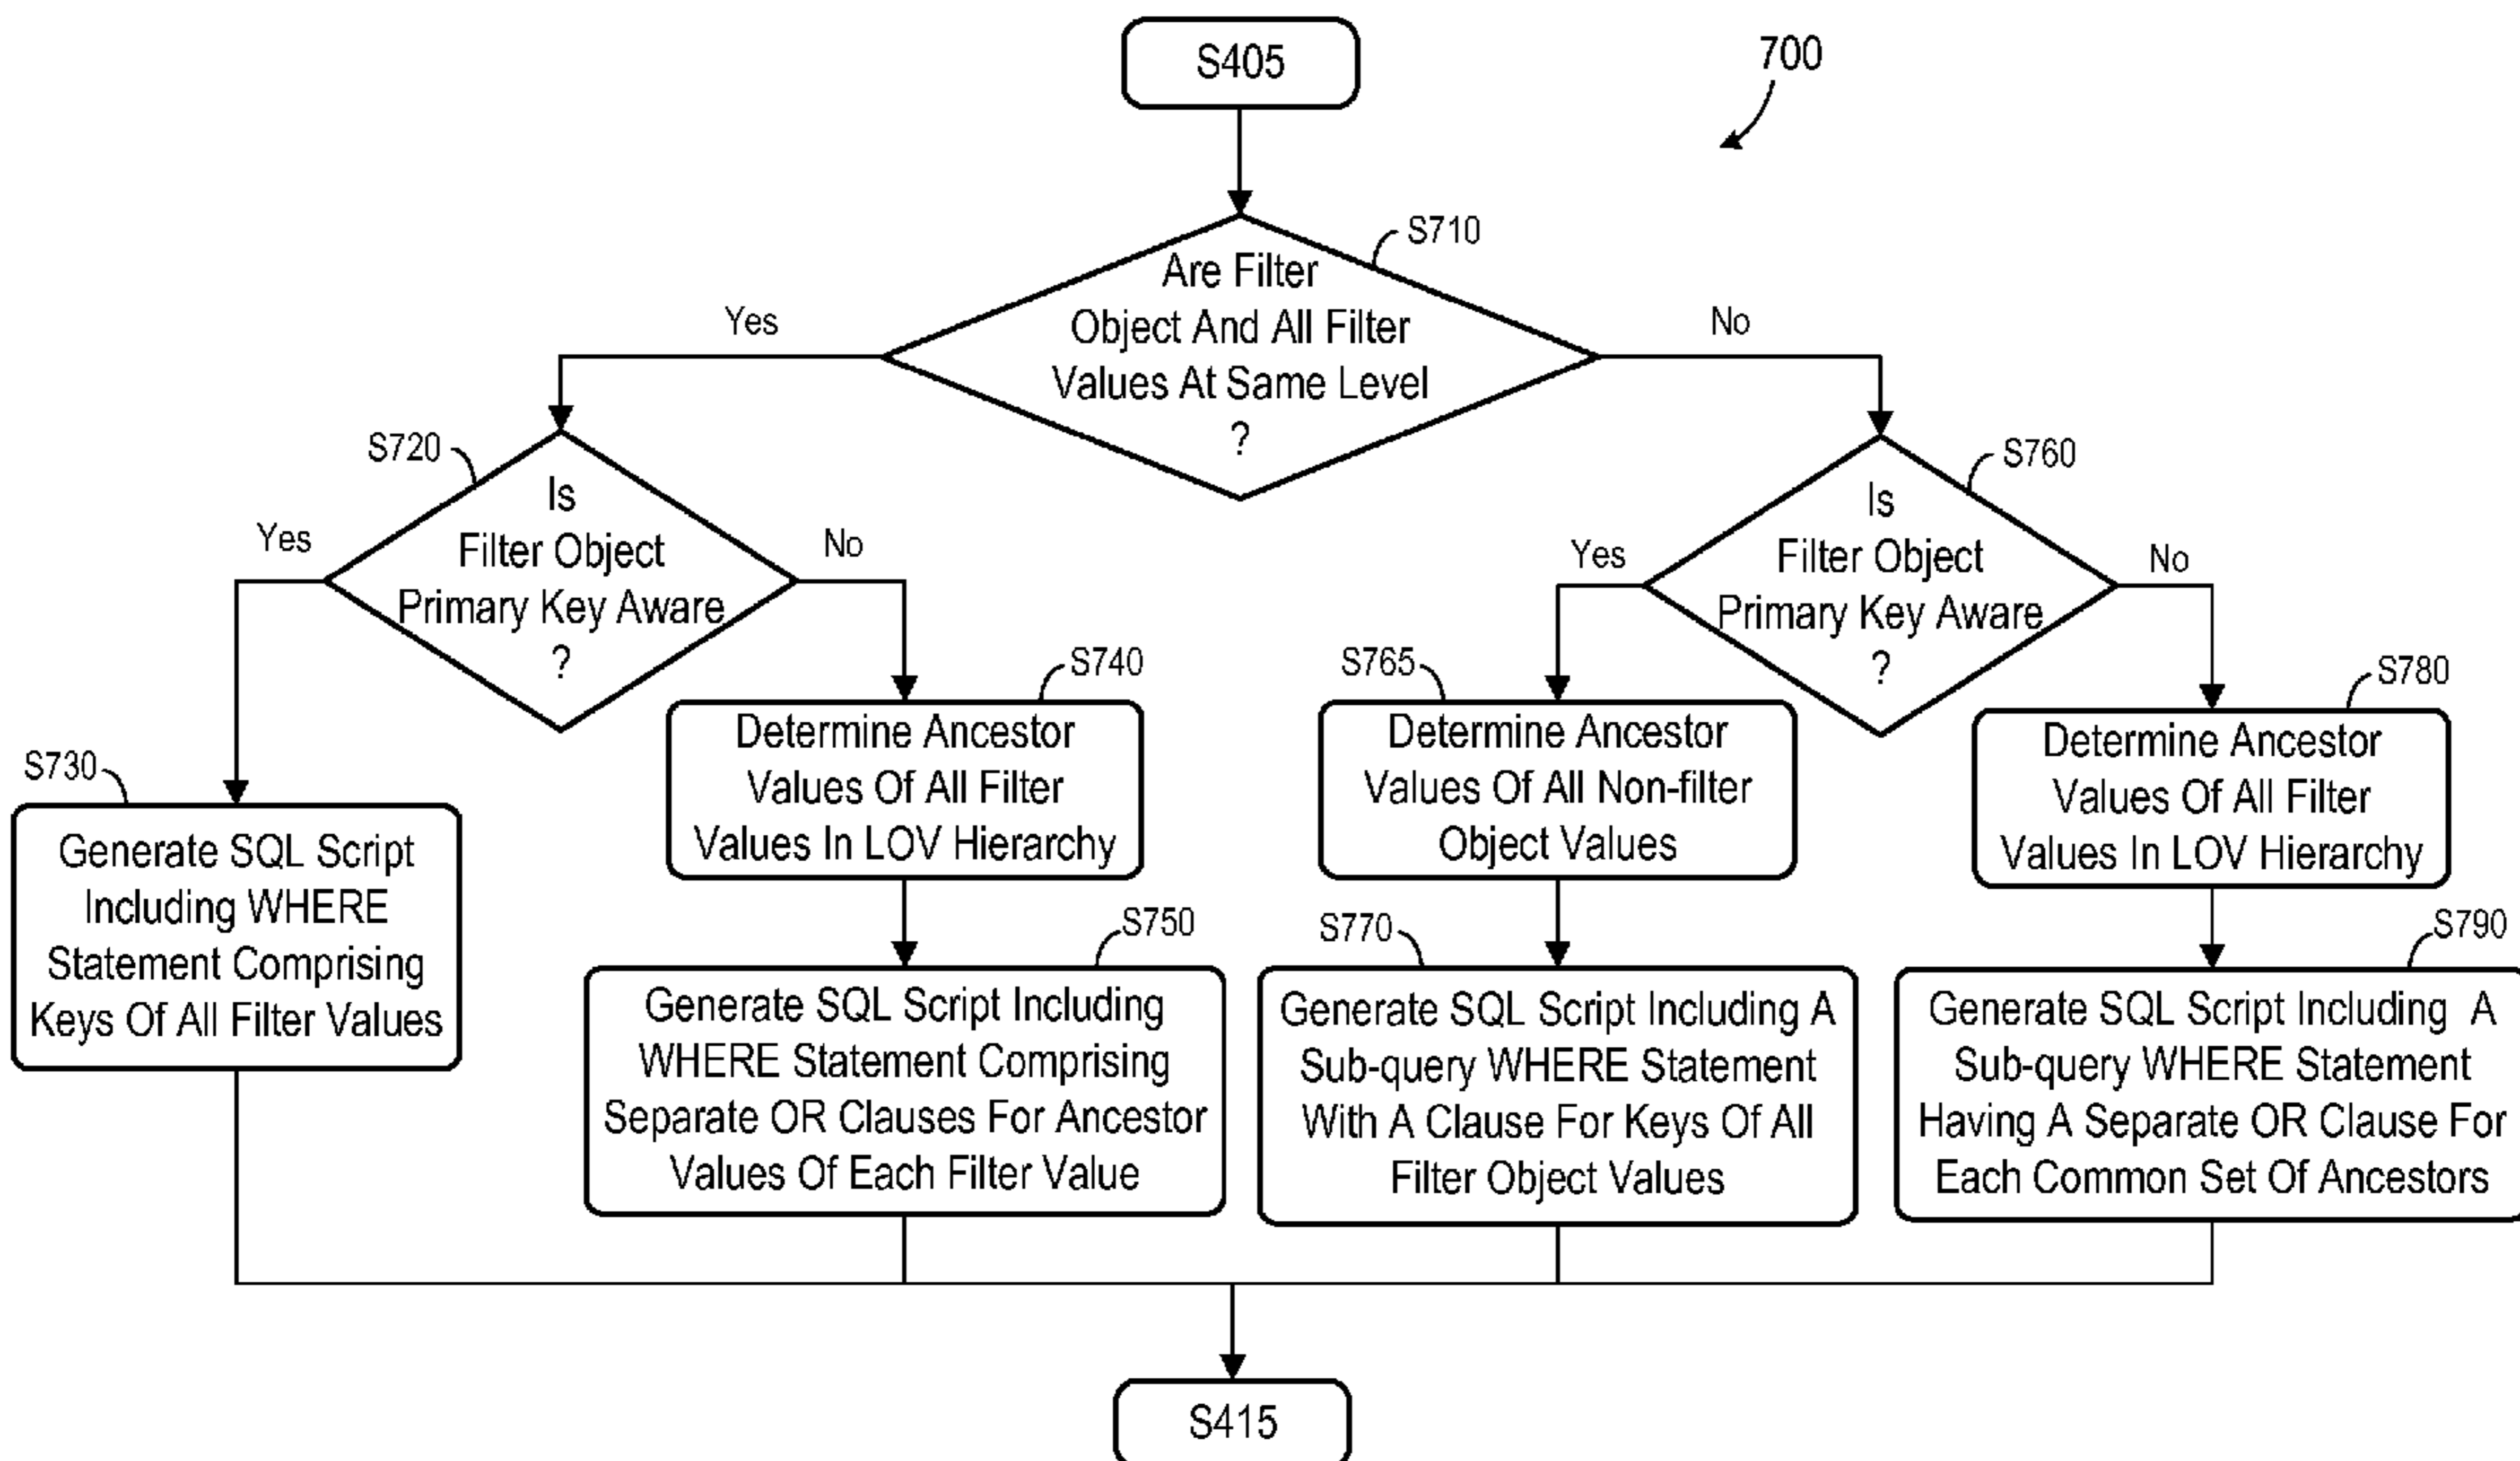 S405
700
S710
Are Filter
Object And All Filter
Values At Same Level
?
Yes
No
S720
Is
Filter Object
Primary Key Aware
?
Yes
No
S760
Is
Filter Object
Primary Key Aware
?
Yes
No
S730
Generate SQL Script
Including WHERE
Statement Comprising
Keys Of All Filter Values
S740
Determine Ancestor
Values Of All Filter
Values In LOV Hierarchy
S750
Generate SQL Script Including
WHERE Statement Comprising
Separate OR Clauses For Ancestor
Values Of Each Filter Value
S765
Determine Ancestor
Values Of All Non-filter
Object Values
S770
Generate SQL Script Including A
Sub-query WHERE Statement
With A Clause For Keys Of All
Filter Object Values
S780
Determine Ancestor
Values Of All Filter
Values In LOV Hierarchy
S790
Generate SQL Script Including A
Sub-query WHERE Statement
Having A Separate OR Clause For
Each Common Set Of Ancestors
S415